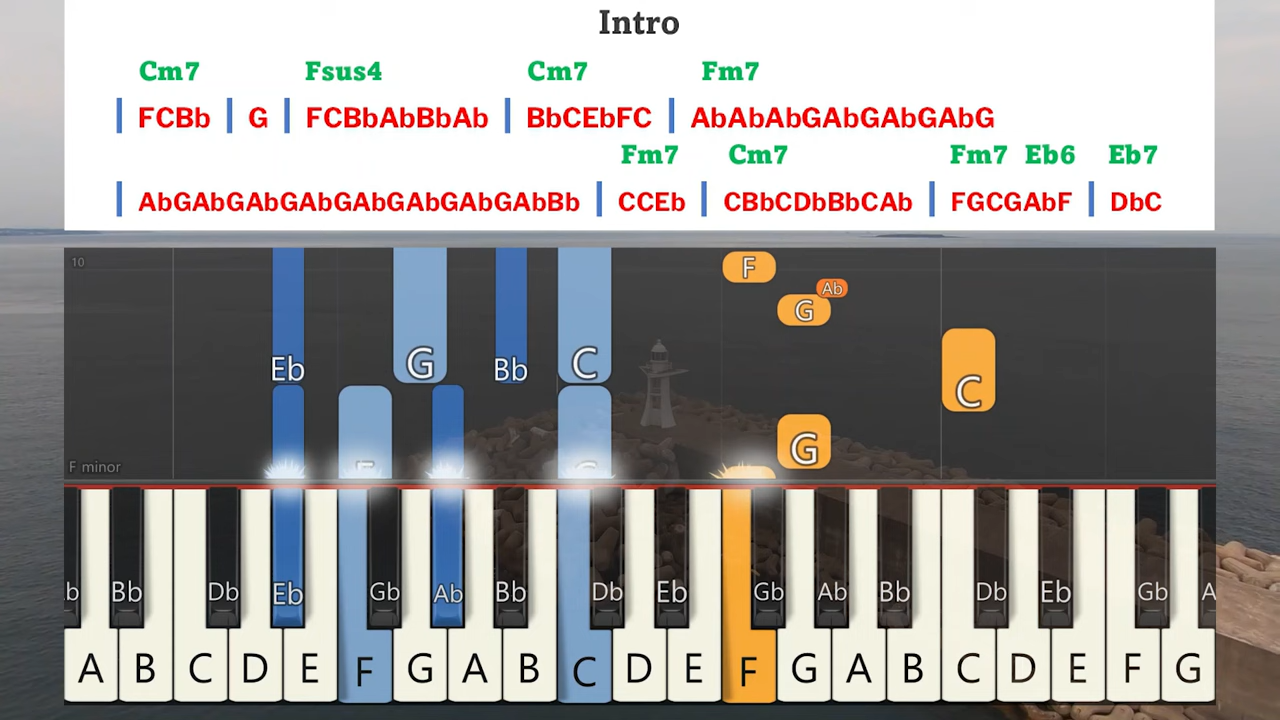 Intro
Cm7 Fsus4 Cm7 Fm7
FCBb | G | FCBbAbBbAb | BbCEbFC | AbAbAbGAbGAbGAbG
Fm7 Cm7 Fm7 Eb6 Eb7
AbGAbGAbGAbGAbGAbGAbGAbBb | CCEb | CBbCDbBbCAb | FGCGAbF | DbC
10
F
Ab
G
Eb G Bb C C
G
F minor
Bb Db Eb Gb Ab Bb Db Eb Gb Ab Bb Db Eb Gb
A B C D E F G A B C D E F G A B C D E F G